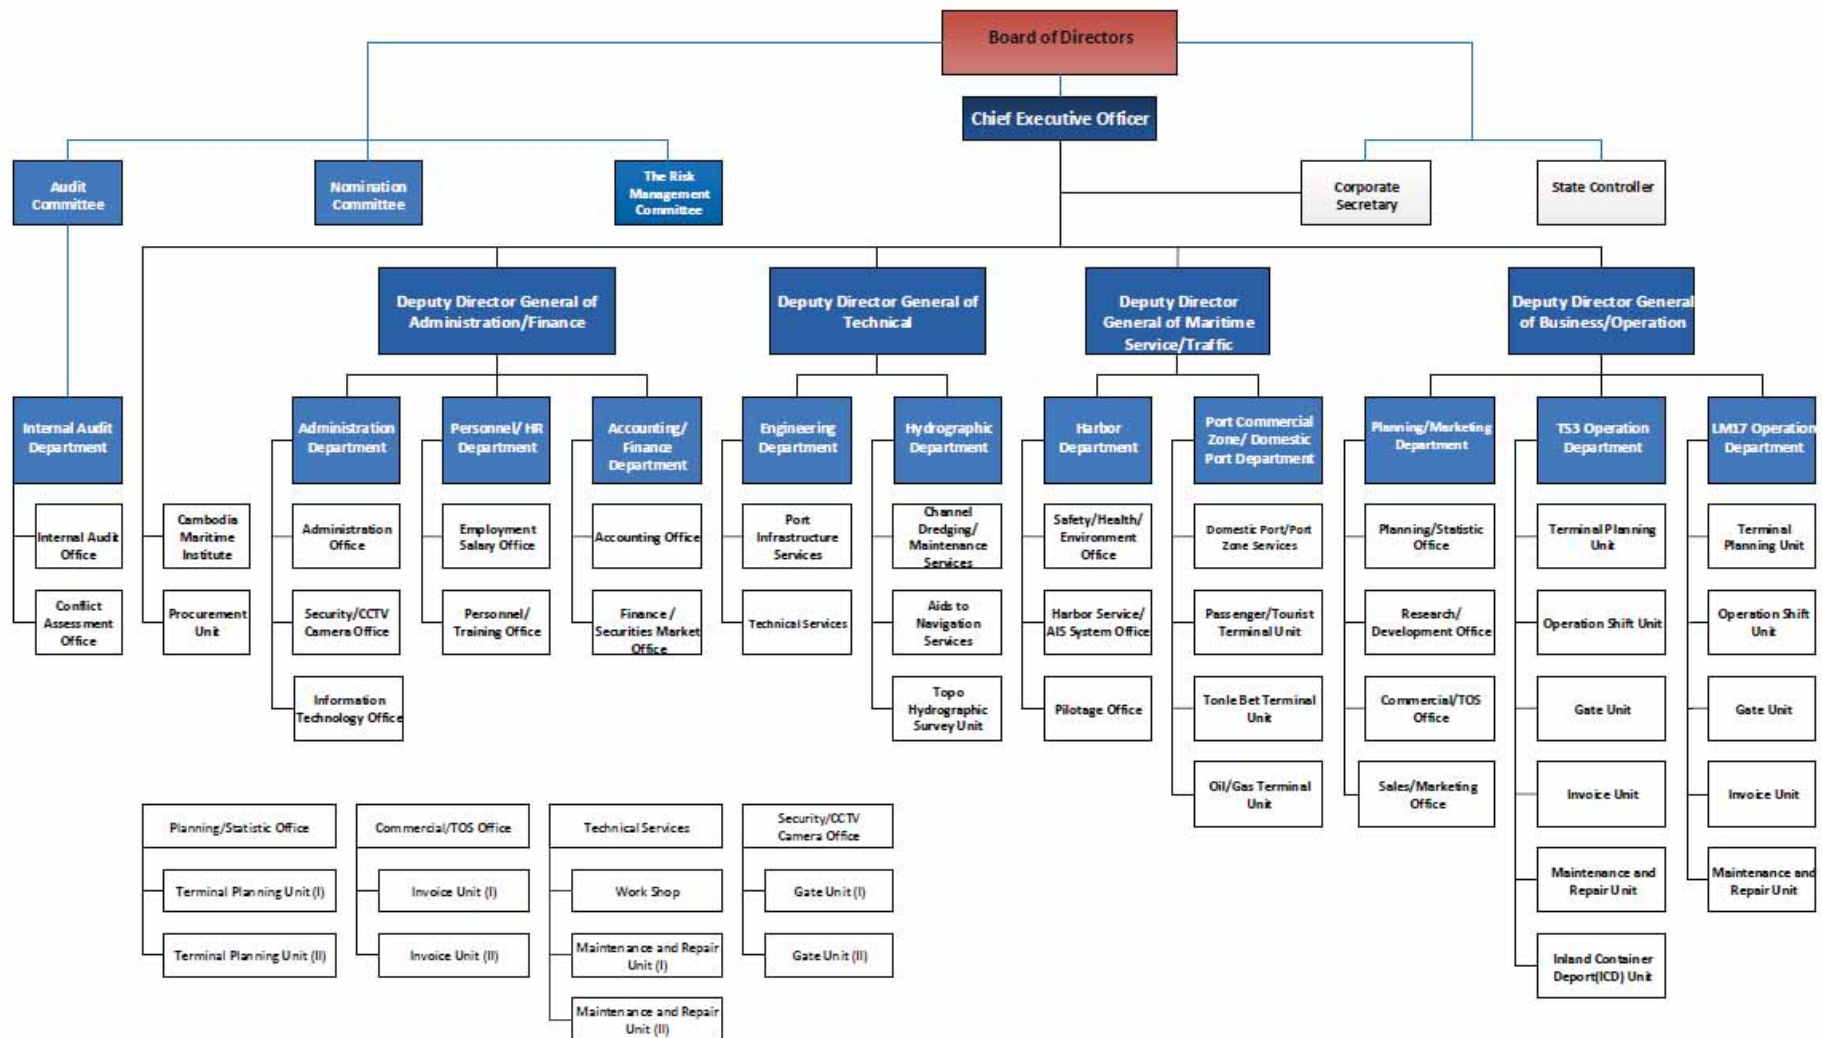 Board of Directors
Chief Executive Officer
Audit
Committee
Nomination
Committee
The Risk
Management
Committee
Corporate
Secretary
State Controller
Deputy Director General of
Administration/Finance
Deputy Director General of
Technical
Deputy Director
General of Maritime
Service/Traffic
Deputy Director General
of Business/Operation
Internal Audit
Department
Administration
Department
Personnel/ HR
Department
Accounting/
Finance
Department
Engineering
Department
Hydrographic
Department
Harbor
Department
Port Commercial
Zone/ Domestic
Port Department
Planning/Marketing
Department
TS3 Operation
Department
LM17 Operation
Department
Internal Audit
Office
Cambodia
Maritime
Institute
Administration
Office
Employment
Salary Office
Accounting Office
Port
Infrastructure
Services
Channel
Dredging/
Maintenance
Services
Safety/Health/
Environment
Office
Domestic Port/Port
Zone Services
Planning/Statistic
Office
Terminal Planning
Unit
Terminal
Planning Unit
Conflict
Assessment
Office
Procurement
Unit
Security/CCTV
Camera Office
Personnel/
Training Office
Finance /
Securities Market
Office
Technical Services
Aids to
Navigation
Services
Harbor Service/
AIS System Office
Passenger/Tourist
Terminal Unit
Research/
Development Office
Operation Shift Unit
Operation Shift
Unit
Information
Technology Office
Topo
Hydrographic
Survey Unit
Pilotage Office
Tonle Bet Terminal
Unit
Commercial/TOS
Office
Gate Unit
Gate Unit
Oil/Gas Terminal
Unit
Sales/Marketing
Office
Invoice Unit
Invoice Unit
Maintenance and
Repair Unit
Maintenance and
Repair Unit
Inland Container
Deport(ICD) Unit
Planning/Statistic Office
Commercial/TOS Office
Technical Services
Security/CCTV
Camera Office
Terminal Planning Unit (I)
Invoice Unit (I)
Work Shop
Gate Unit (I)
Terminal Planning Unit (II)
Invoice Unit (II)
Maintenance and Repair
Unit (I)
Gate Unit (II)
Maintenance and Repair
Unit (II)